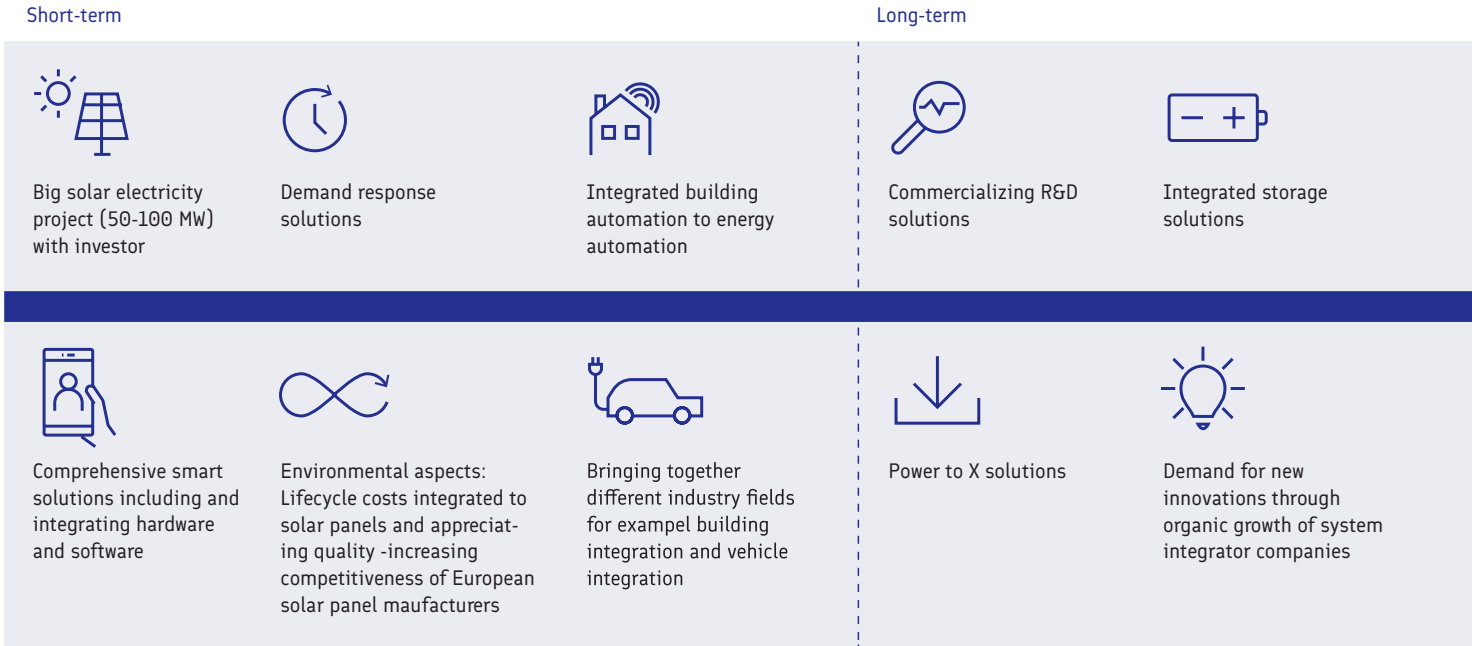 Short-term
Long-term
Big solar electricity
project (50-100 MW)
with investor
Demand response
solutions
Integrated building
automation to energy
automation
Commercializing R&D
solutions
Integrated storage
solutions
Comprehensive smart
solutions including and
integrating hardware
and software
Environmental aspects:
Lifecycle costs integrated to
solar panels and appreciat-
ing quality -increasing
competitiveness of European
solar panel maufacturers
Bringing together
different industry fields
for exampel building
integration and vehicle
integration
Power to X solutions
Demand for new
innovations through
organic growth of system
integrator companies